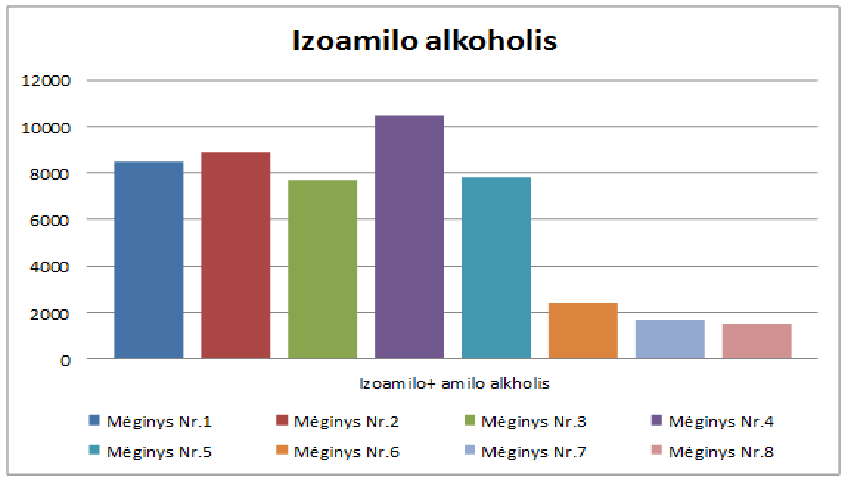 Izoamilo alkoholis
12000
10000
8000
6000
4000
2000
0
Izoamilo+ amilo alkholis
Mėginys Nr.1 Mėginys Nr.2 Mėginys Nr.3 Mėginys Nr.4
Mėginys Nr.5 Mėginys Nr.6 Mėginys Nr.7 Mėginys Nr.8